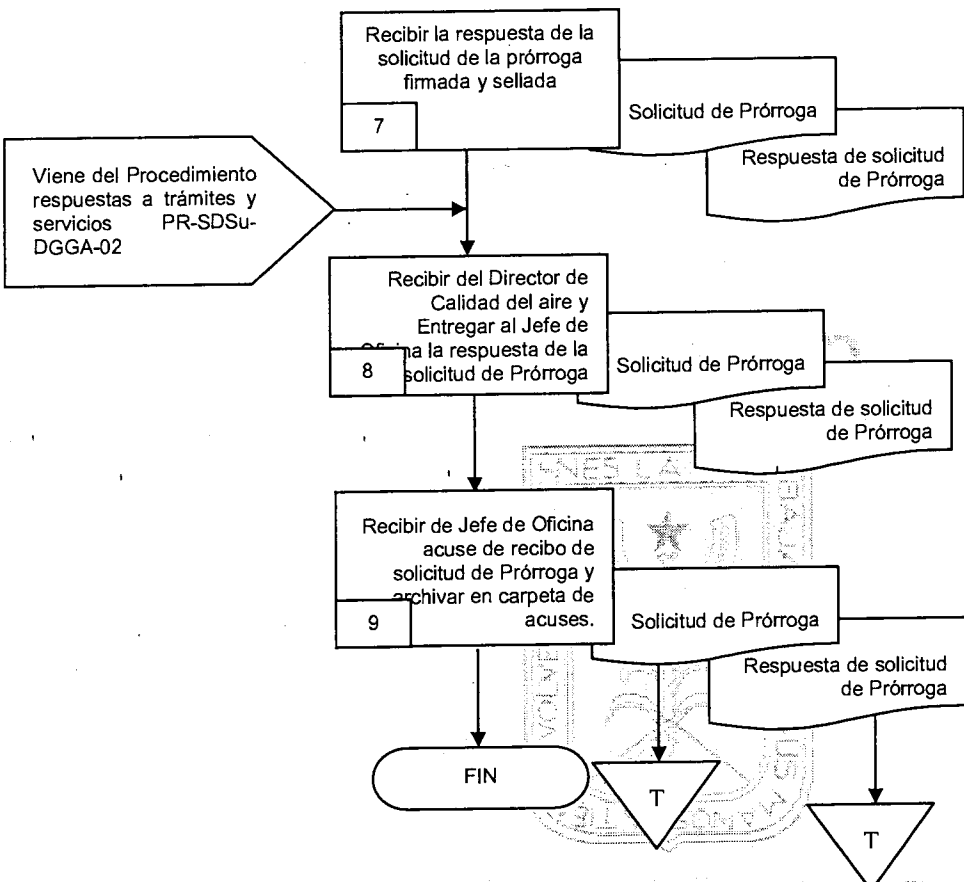 Recibir la respuesta de la
solicitud de la prórroga
firmada y sellada
7
Solicitud de Prórroga
Respuesta de solicitud
de Prórroga
Viene del Procedimiento
respuestas a trámites y
servicios PR-SDSu-
DGGA-02
Recibir del Director de
Calidad del aire y
Entregar al Jefe de
Oficina la respuesta de la
solicitud de Prórroga
8
Solicitud de Prórroga
Respuesta de solicitud
de Prórroga
Recibir de Jefe de Oficina
acuse de recibo de
solicitud de Prórroga y
archivar en carpeta de
acuses.
9
Solicitud de Prórroga
Respuesta de solicitud
de Prórroga
FIN
T
T